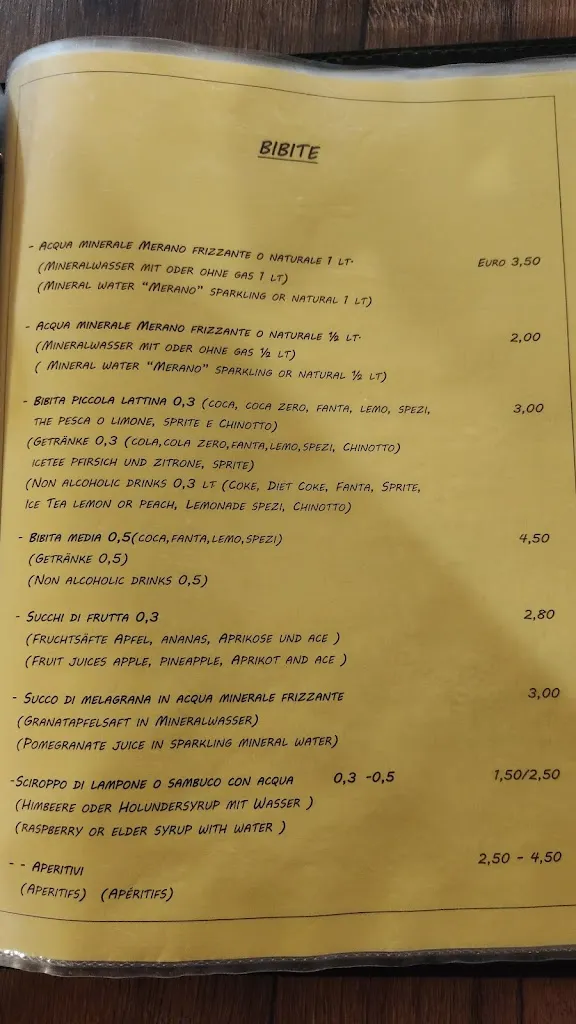 BIBITE
- ACQUA MINERALE MERANO FRIZZANTE O NATURALE 1 LT. EURO 3,50
(MINERALWASSER MIT ODER OHNE GAS 1 LT)
(MINERAL WATER "MERANO" SPARKLING OR NATURAL 1 LT)
- ACQUA MINERALE MERANO FRIZZANTE O NATURALE ½ LT. 2,00
(MINERALWASSER MIT ODER OHNE GAS ½ LT)
( MINERAL WATER "MERANO" SPARKLING OR NATURAL ½ LT)
- BIBITA PICCOLA LATTINA 0,3 (COCA, COCA ZERO, FANTA, LEMO, SPEZI, 3,00
THE PESCA O LIMONE, SPRITE E CHINOTTO)
(GETRÄNKE 0,3 (COLA,COLA ZERO,FANTA,LEMO,SPEZI, CHINOTTO)
ICETEE PFIRSICH UND ZITRONE, SPRITE)
(NON ALCOHOLIC DRINKS 0,3 LT (COKE, DIET COKE, FANTA, SPRITE,
ICE TEA LEMON OR PEACH, LEMONADE SPEZI, CHINOTTO)
- BIBITA MEDIA 0,5(COCA,FANTA,LEMO,SPEZI) 4,50
(GETRÄNKE 0,5)
(NON ALCOHOLIC DRINKS 0,5)
- SUCCHI DI FRUTTA 0,3 2,80
(FRUCHTSÄFTE APFEL, ANANAS, APRIKOSE UND ACE )
(FRUIT JUICES APPLE, PINEAPPLE, APRIKOT AND ACE )
- SUCCO DI MELAGRANA IN ACQUA MINERALE FRIZZANTE 3,00
(GRANATAPFELSAFT IN MINERALWASSER)
(POMEGRANATE JUICE IN SPARKLING MINERAL WATER)
-SCIROPPO DI LAMPONE O SAMBUCO CON ACQUA 0,3 -0,5 1,50/2,50
(HIMBEERE ODER HOLUNDERSYRUP MIT WASSER )
(RASPBERRY OR ELDER SYRUP WITH WATER )
- - APERITIVI 2,50 - 4,50
(APERITIFS) (APÉRITIFS)